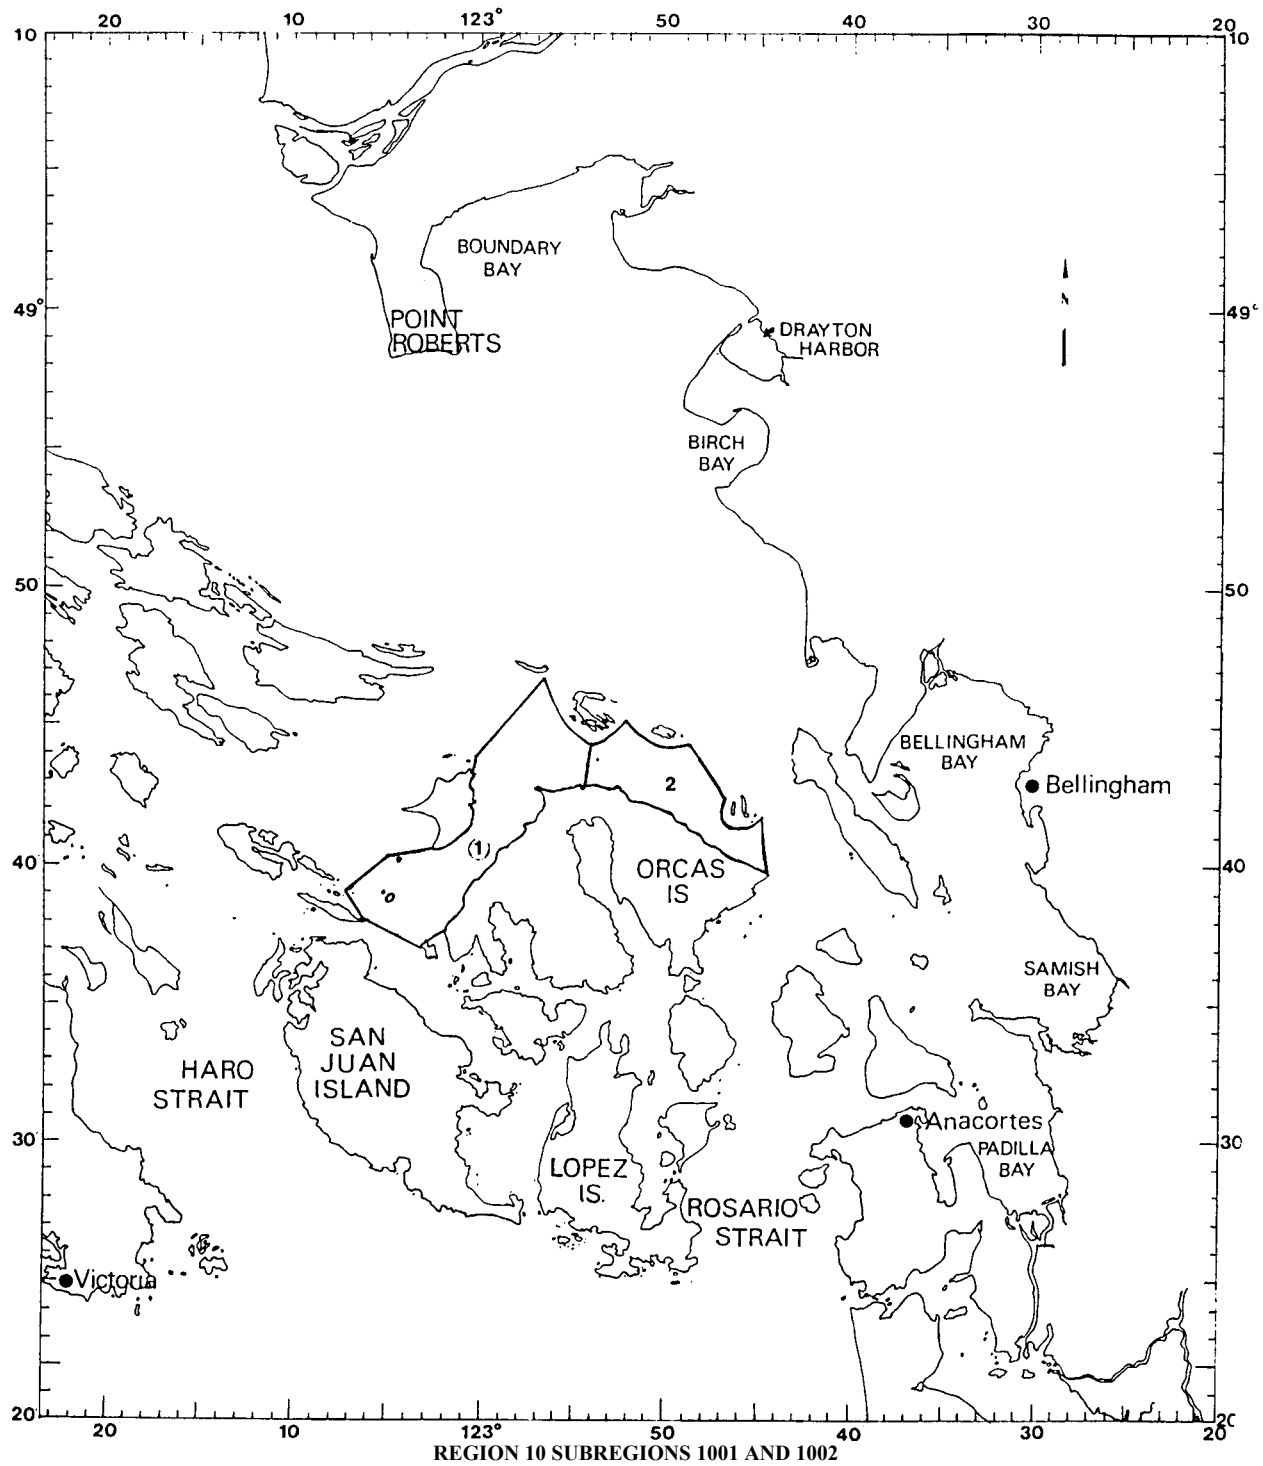 20 10 123° 50 40 30 20
10 10
BOUNDARY
BAY
49° 49°
POINT
ROBERTS
DRAYTON
HARBOR
BIRCH
BAY
50 50
BELLINGHAM
BAY
2
Bellingham
(1)
40 40
ORCAS
IS
SAMISH
BAY
SAN
JUAN
ISLAND
HARO
STRAIT
Anacortes
30 30
PADILLA
BAY
LOPEZ
IS.
ROSARIO
STRAIT
Victoria
20 20
20 10 123° 50 40 30 20
REGION 10 SUBREGIONS 1001 AND 1002